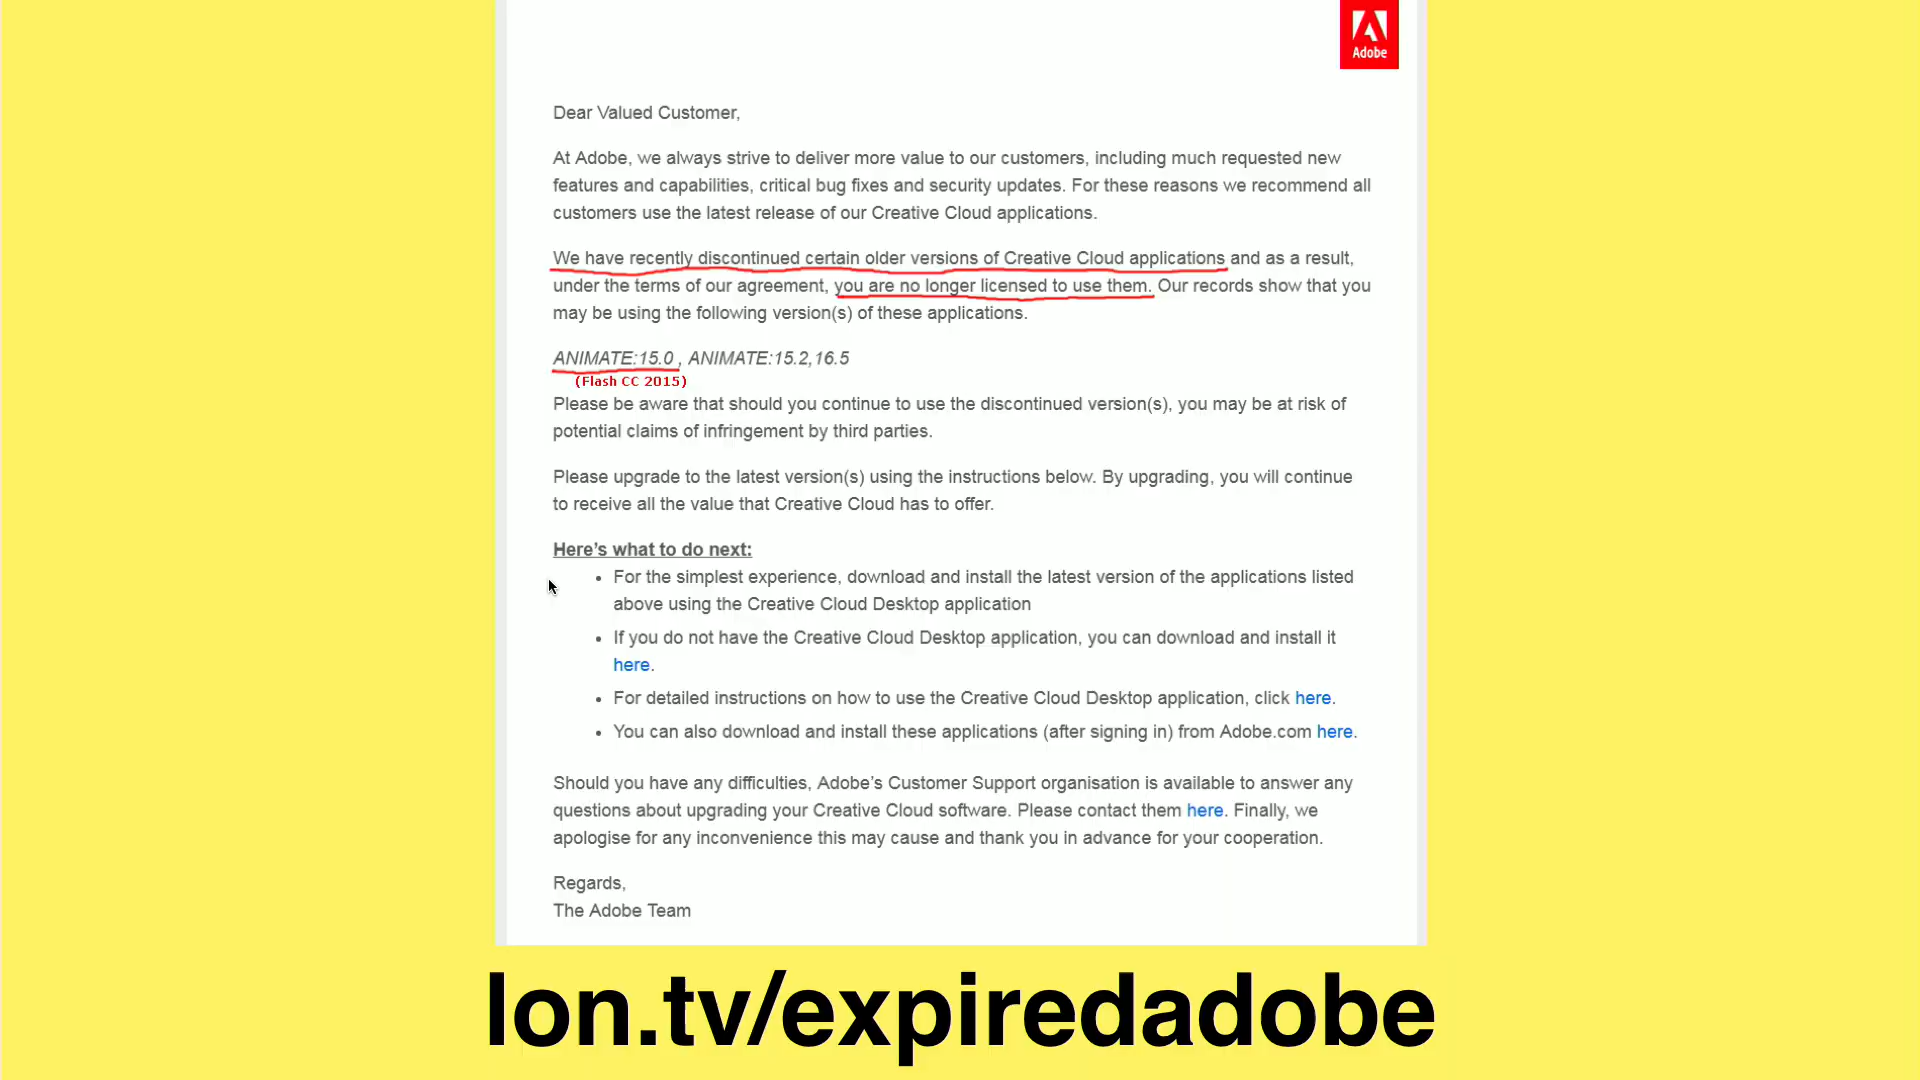 Adobe
Dear Valued Customer,
At Adobe, we always strive to deliver more value to our customers, including much requested new
features and capabilities, critical bug fixes and security updates. For these reasons we recommend all
customers use the latest release of our Creative Cloud applications.
We have recently discontinued certain older versions of Creative Cloud applications and as a result,
under the terms of our agreement, you are no longer licensed to use them. Our records show that you
may be using the following version(s) of these applications.
ANIMATE:15.0 , ANIMATE:15.2,16.5
(Flash CC 2015)
Please be aware that should you continue to use the discontinued version(s), you may be at risk of
potential claims of infringement by third parties.
Please upgrade to the latest version(s) using the instructions below. By upgrading, you will continue
to receive all the value that Creative Cloud has to offer.
Here’s what to do next:
• For the simplest experience, download and install the latest version of the applications listed
above using the Creative Cloud Desktop application
• If you do not have the Creative Cloud Desktop application, you can download and install it
here.
• For detailed instructions on how to use the Creative Cloud Desktop application, click here.
• You can also download and install these applications (after signing in) from Adobe.com here.
Should you have any difficulties, Adobe’s Customer Support organisation is available to answer any
questions about upgrading your Creative Cloud software. Please contact them here. Finally, we
apologise for any inconvenience this may cause and thank you in advance for your cooperation.
Regards,
The Adobe Team
lon.tv/expiredadobe